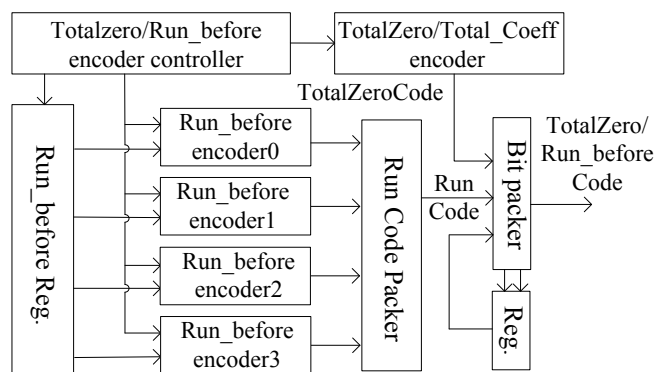 Totalzero/Run_before
encoder controller
TotalZero/Total_Coeff
encoder
TotalZeroCode
Run_before Reg.
Run_before
encoder0
Run_before
encoder1
Run_before
encoder2
Run_before
encoder3
Run Code Packer
Run
Code
Bit packer
Reg.
TotalZero/
Run_before
Code